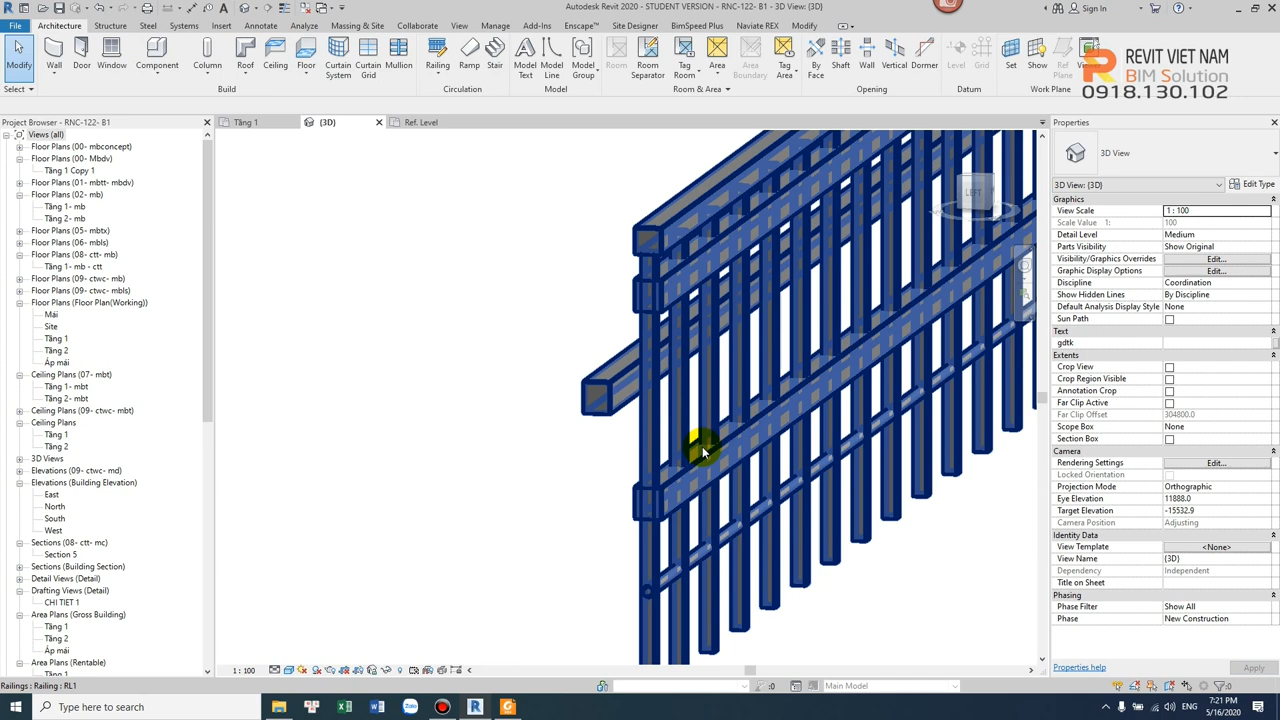 Autodesk Revit 2020 - STUDENT VERSION - RNC-122- B1 - 3D View: {3D}
Sign In
File Architecture Structure Steel Systems Insert Annotate Analyze Massing & Site Collaborate View Manage Add-Ins Enscape™ Site Designer BimSpeed Plus Naviate REX Modify
Modify Wall Door Window Component Column Roof Ceiling Floor Curtain System Curtain Grid Mullion Railing Ramp Stair Model Text Model Line Model Group Room Room Separator Tag Room Area Area Boundary Tag Area By Face Shaft Wall Vertical Dormer Level Grid Set Show Ref Plane
Select Build Circulation Model Room & Area Opening Datum Work Plane
REVIT VIET NAM
BIM Solution
0918.130.102
Project Browser - RNC-122- B1
Tầng 1 {3D} Ref. Level
Properties
Views (all)
Floor Plans (00- mbconcept)
Floor Plans (00- Mbdv)
Tầng 1 Copy 1
Floor Plans (01- mbtt- mbdv)
Floor Plans (02- mb)
Tầng 1- mb
Tầng 2- mb
Floor Plans (05- mbtx)
Floor Plans (06- mbls)
Floor Plans (08- ctt- mb)
Tầng 1- mb - ctt
Floor Plans (09- ctwc- mb)
Floor Plans (09- ctwc- mbls)
Floor Plans (Floor Plan(Working))
Mái
Site
Tầng 1
Tầng 2
Áp mái
Ceiling Plans (07- mbt)
Tầng 1- mbt
Tầng 2- mbt
Ceiling Plans (09- ctwc- mbt)
Ceiling Plans
Tầng 1
Tầng 2
3D Views
Elevations (09- ctwc- md)
Elevations (Building Elevation)
East
North
South
West
Sections (08- ctt- mc)
Section 5
Sections (Building Section)
Detail Views (Detail)
Drafting Views (Detail)
CHI TIET 1
Area Plans (Gross Building)
Tầng 1
Tầng 2
Áp mái
Area Plans (Rentable)
LEFT
3D View
3D View: {3D} Edit Type
Graphics
View Scale 1 : 100
Scale Value 1: 100
Detail Level Medium
Parts Visibility Show Original
Visibility/Graphics Overrides Edit...
Graphic Display Options Edit...
Discipline Coordination
Show Hidden Lines By Discipline
Default Analysis Display Style None
Sun Path
Text
gdtk
Extents
Crop View
Crop Region Visible
Annotation Crop
Far Clip Active
Far Clip Offset 304800.0
Scope Box None
Section Box
Camera
Rendering Settings Edit...
Locked Orientation
Projection Mode Orthographic
Eye Elevation 11888.0
Target Elevation -15532.9
Camera Position Adjusting
Identity Data
View Template <None>
View Name {3D}
Dependency Independent
Title on Sheet
Phasing
Phase Filter Show All
Phase New Construction
Properties help Apply
1 : 100
Railings : Railing : RL1
:0 Main Model :0
Type here to search
Zalo
ENG
7:21 PM
5/16/2020